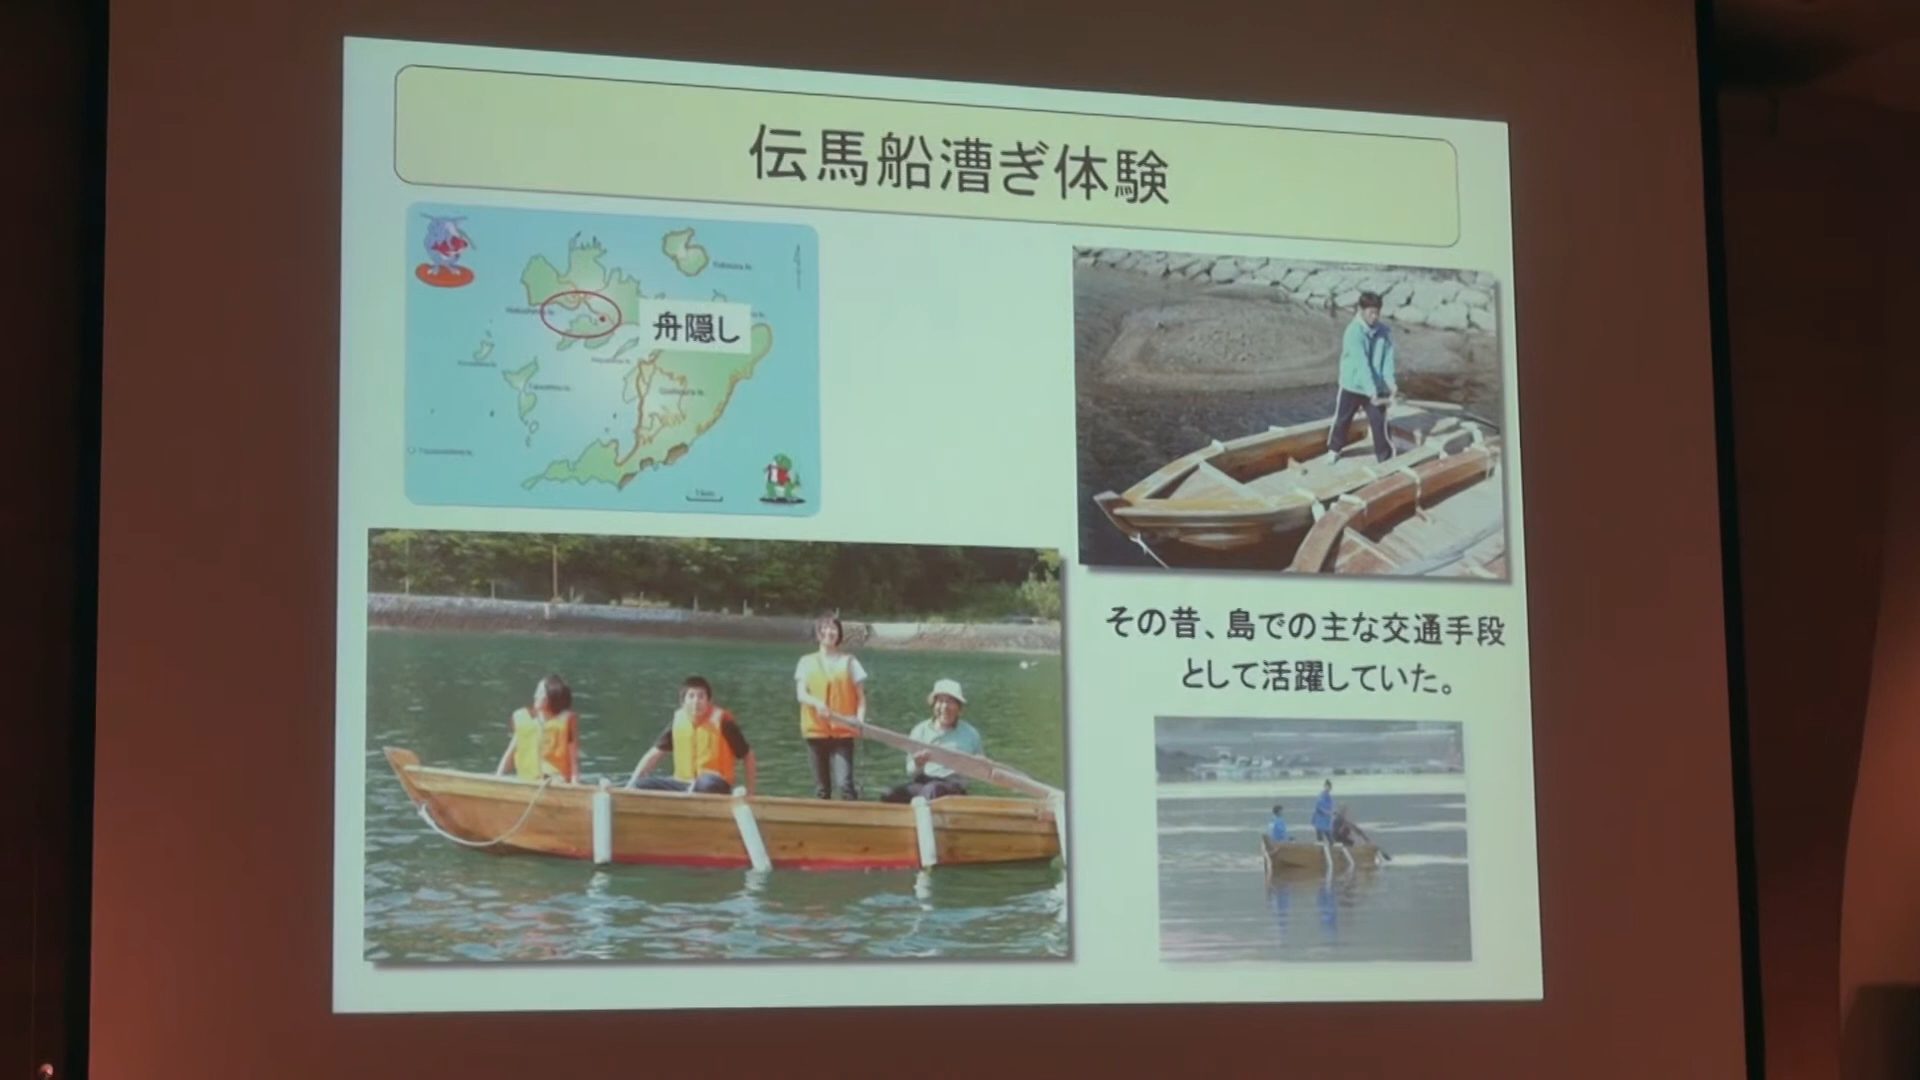 伝馬船漕ぎ体験
舟隠し
その昔、島での主な交通手段
として活躍していた。